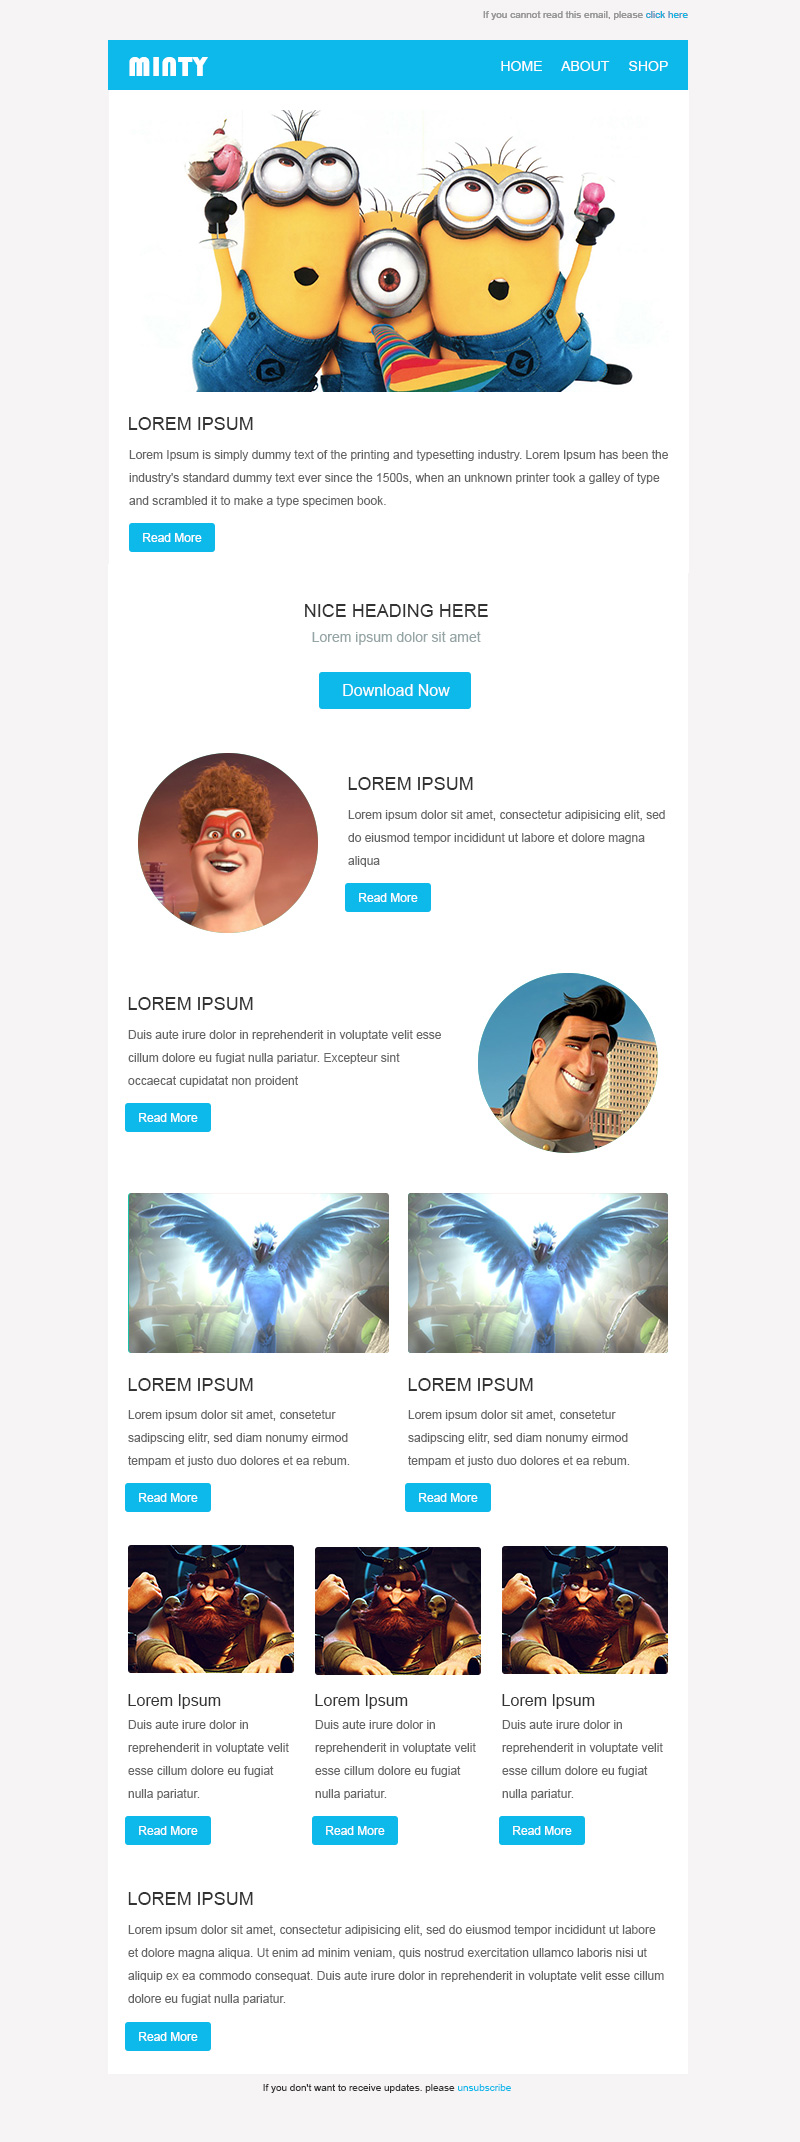 If you cannot read this email, please click here
MINTY
HOME ABOUT SHOP
LOREM IPSUM
Lorem Ipsum is simply dummy text of the printing and typesetting industry. Lorem Ipsum has been the
industry's standard dummy text ever since the 1500s, when an unknown printer took a galley of type
and scrambled it to make a type specimen book.
Read More
NICE HEADING HERE
Lorem ipsum dolor sit amet
Download Now
LOREM IPSUM
Lorem ipsum dolor sit amet, consectetur adipisicing elit, sed
do eiusmod tempor incididunt ut labore et dolore magna
aliqua
Read More
LOREM IPSUM
Duis aute irure dolor in reprehenderit in voluptate velit esse
cillum dolore eu fugiat nulla pariatur. Excepteur sint
occaecat cupidatat non proident
Read More
LOREM IPSUM
Lorem ipsum dolor sit amet, consetetur
sadipscing elitr, sed diam nonumy eirmod
tempam et justo duo dolores et ea rebum.
Read More
LOREM IPSUM
Lorem ipsum dolor sit amet, consetetur
sadipscing elitr, sed diam nonumy eirmod
tempam et justo duo dolores et ea rebum.
Read More
Lorem Ipsum
Duis aute irure dolor in
reprehenderit in voluptate velit
esse cillum dolore eu fugiat
nulla pariatur.
Read More
Lorem Ipsum
Duis aute irure dolor in
reprehenderit in voluptate velit
esse cillum dolore eu fugiat
nulla pariatur.
Read More
Lorem Ipsum
Duis aute irure dolor in
reprehenderit in voluptate velit
esse cillum dolore eu fugiat
nulla pariatur.
Read More
LOREM IPSUM
Lorem ipsum dolor sit amet, consectetur adipisicing elit, sed do eiusmod tempor incididunt ut labore
et dolore magna aliqua. Ut enim ad minim veniam, quis nostrud exercitation ullamco laboris nisi ut
aliquip ex ea commodo consequat. Duis aute irure dolor in reprehenderit in voluptate velit esse cillum
dolore eu fugiat nulla pariatur.
Read More
If you don't want to receive updates. please unsubscribe